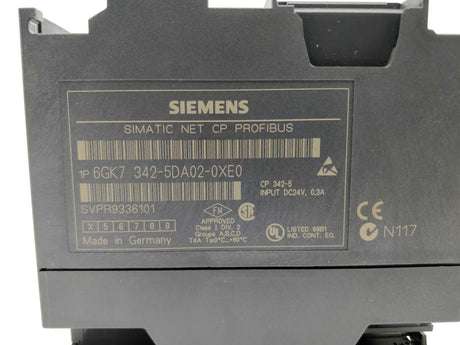 SIEMENS
SIMATIC NET CP PROFIBUS
1P 6GK7 342-5DA02-0XE0
CP 342-5
INPUT DC24V, 0,3A
SVPR9336101
X 5 6 7 8 9
Made in Germany
FM
APPROVED
Class I DIV. 2
Groups A,B,C,D
T4A Ta0°C...-60°C
UL LISTED 69B1
IND. CONT. EQ.
CE
N117